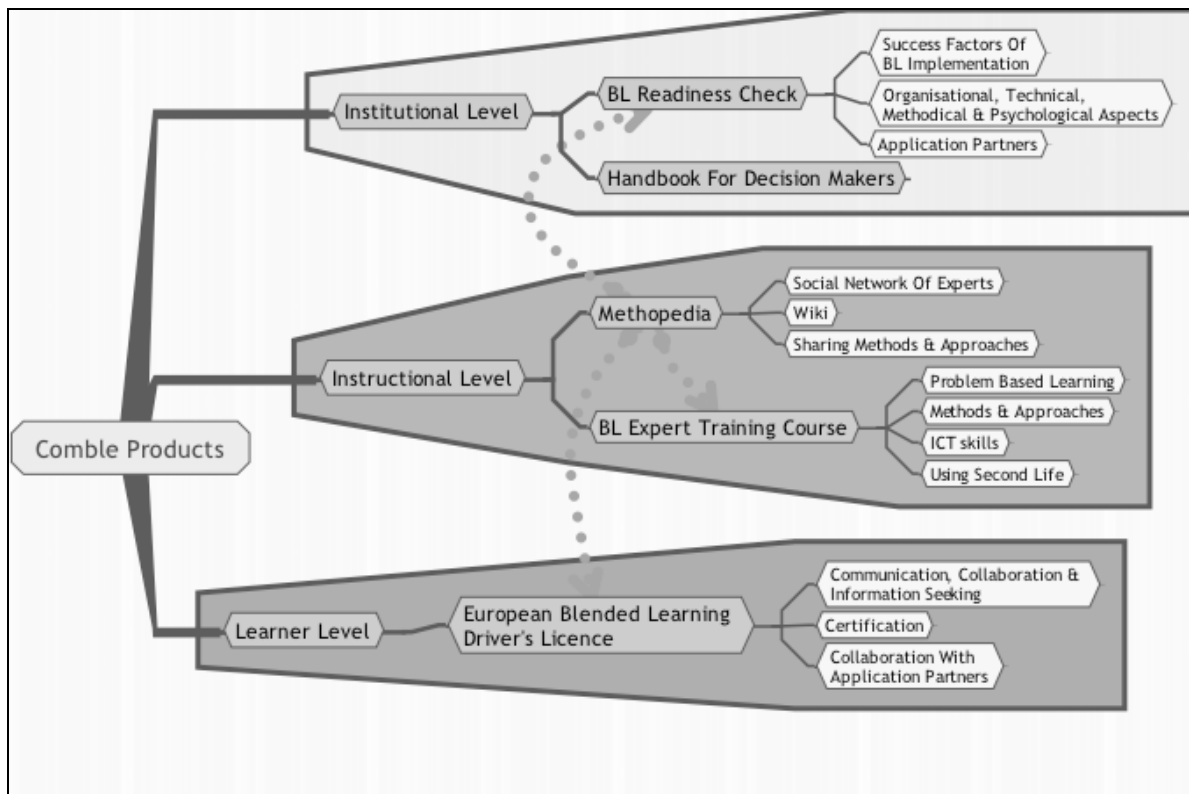 Comble Products
Institutional Level
BL Readiness Check
Success Factors Of
BL Implementation
Organisational, Technical,
Methodical & Psychological Aspects
Application Partners
Handbook For Decision Makers
Instructional Level
Methopedia
Social Network Of Experts
Wiki
Sharing Methods & Approaches
BL Expert Training Course
Problem Based Learning
Methods & Approaches
ICT skills
Using Second Life
Learner Level
European Blended Learning
Driver's Licence
Communication, Collaboration &
Information Seeking
Certification
Collaboration With
Application Partners